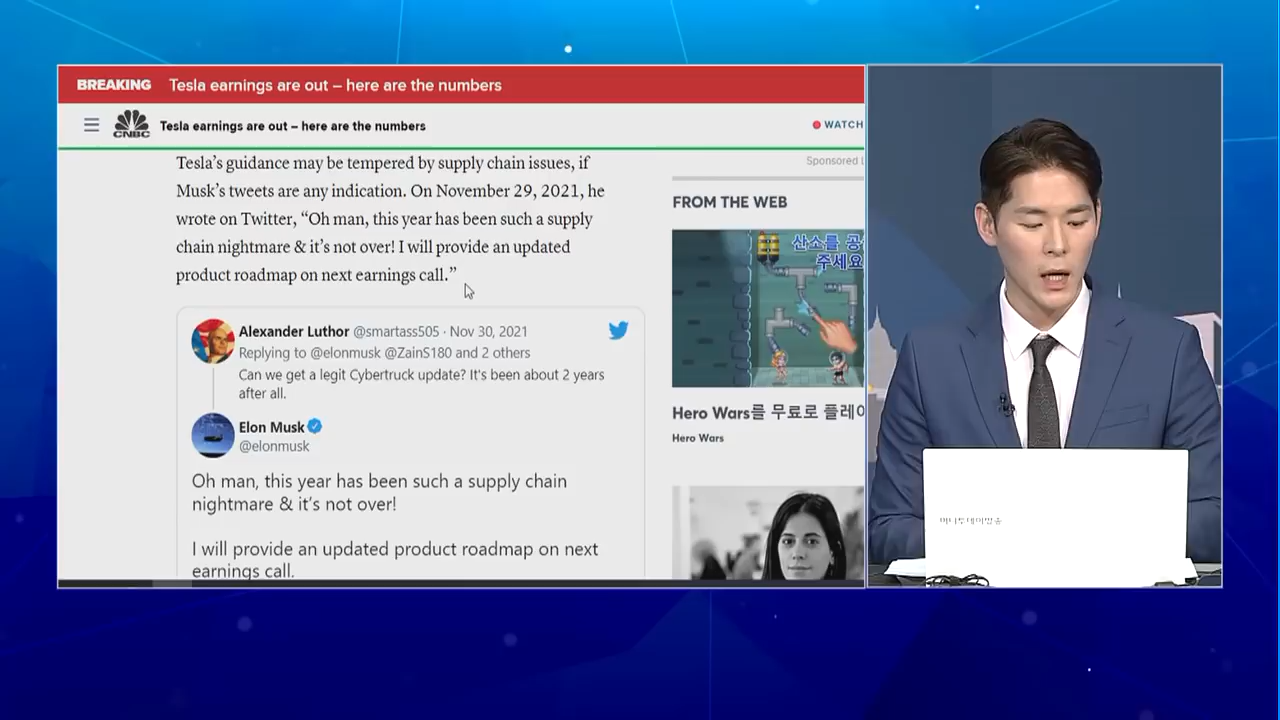 BREAKING Tesla earnings are out – here are the numbers
CNBC
Tesla earnings are out – here are the numbers
WATCH
Tesla’s guidance may be tempered by supply chain issues, if
Musk’s tweets are any indication. On November 29, 2021, he
wrote on Twitter, “Oh man, this year has been such a supply
chain nightmare & it’s not over! I will provide an updated
product roadmap on next earnings call.”
Alexander Luthor @smartass505 · Nov 30, 2021
Replying to @elonmusk @ZainS180 and 2 others
Can we get a legit Cybertruck update? It's been about 2 years
after all.
Elon Musk
@elonmusk
Oh man, this year has been such a supply chain
nightmare & it’s not over!
I will provide an updated product roadmap on next
earnings call.
Sponsored
FROM THE WEB
산소를
주세요
Hero Wars를 무료로
Hero Wars